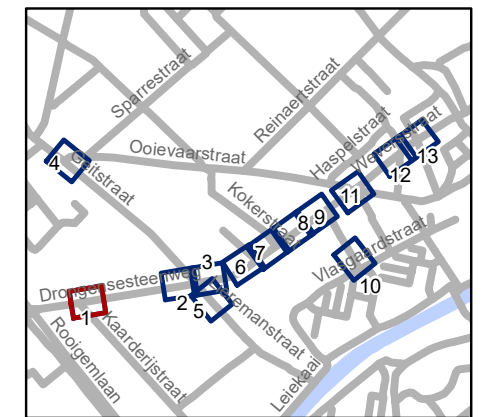 Sparrestraat
Reinaertstraat
Haspelstraat
Weversstraat
13
12
4
Geitstraat
Ooievaarstraat
Kokerstraat
11
8 9
7
6
3
Vlasgaardstraat
10
Drongensesteenweg
2
5
1
Rooigemlaan
Kaarderijstraat
Leiekaai